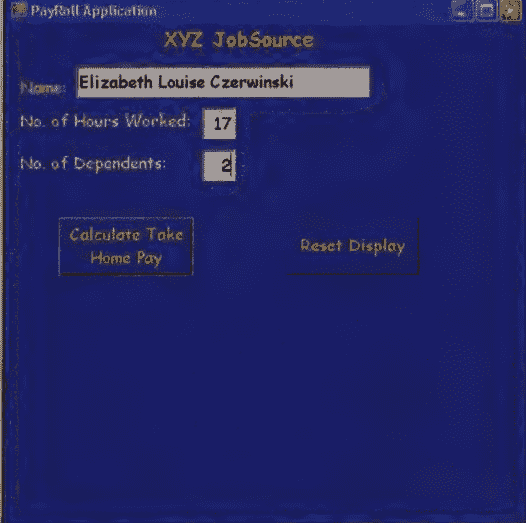 PayRoll Application
XYZ JobSource
Name: Elizabeth Louise Czerwinski
No. of Hours Worked: 17
No. of Dependents: 2
Calculate Take
Home Pay
Reset Display